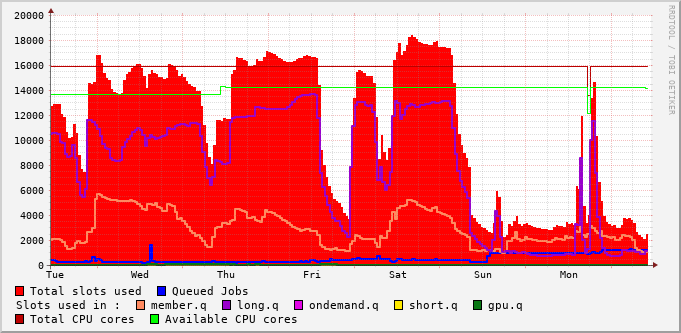 20000
18000
16000
14000
12000
10000
8000
6000
4000
2000
0
Tue Wed Thu Fri Sat Sun Mon
RRDTOOL / TOBI OETIKER
Total slots used Queued Jobs
Slots used in : member.q long.q ondemand.q short.q gpu.q
Total CPU cores Available CPU cores